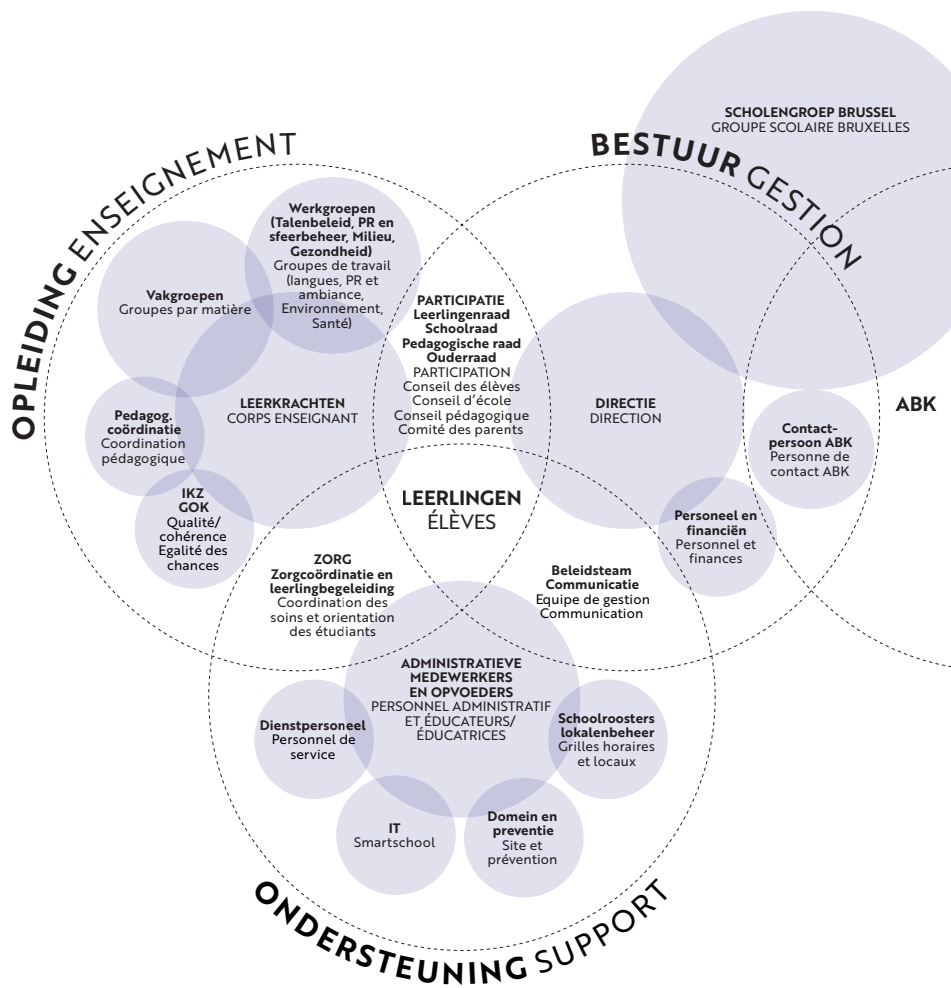 SCHOLENGROEP BRUSSEL
GROUPE SCOLAIRE BRUXELLES
OPLEIDING ENSEIGNEMENT
BESTUUR GESTION
Werkgroepen
(Talenbeleid, PR en
sfeerbeheer, Milieu,
Gezondheid)
Groupes de travail
(langues, PR et
ambiance,
Environnement,
Santé)
Vakgroepen
Groupes par matière
PARTICIPATIE
Leerlingenraad
Schoolraad
Pedagogische raad
Ouderraad
PARTICIPATION
Conseil des élèves
Conseil d'école
Conseil pédagogique
Comité des parents
LEERKRACHTEN
CORPS ENSEIGNANT
DIRECTIE
DIRECTION
ABK
Pedagog.
coördinatie
Coordination
pédagogique
Contact-
persoon ABK
Personne de
contact ABK
IKZ
GOK
Qualité/
cohérence
Egalité des
chances
LEERLINGEN
ÉLÈVES
Personeel en
financiën
Personnel et
finances
ZORG
Zorgcoördinatie en
leerlingbegeleiding
Coordination des
soins et orientation
des étudiants
Beleidsteam
Communicatie
Equipe de gestion
Communication
ADMINISTRATIEVE
MEDEWERKERS
EN OPVOEDERS
PERSONNEL ADMINISTRATIF
ET ÉDUCATEURS/
ÉDUCATRICES
Dienstpersoneel
Personnel de
service
Schoolroosters
lokalenbeheer
Grilles horaires
et locaux
IT
Smartschool
Domein en
preventie
Site et
prévention
ONDERSTEUNING SUPPORT